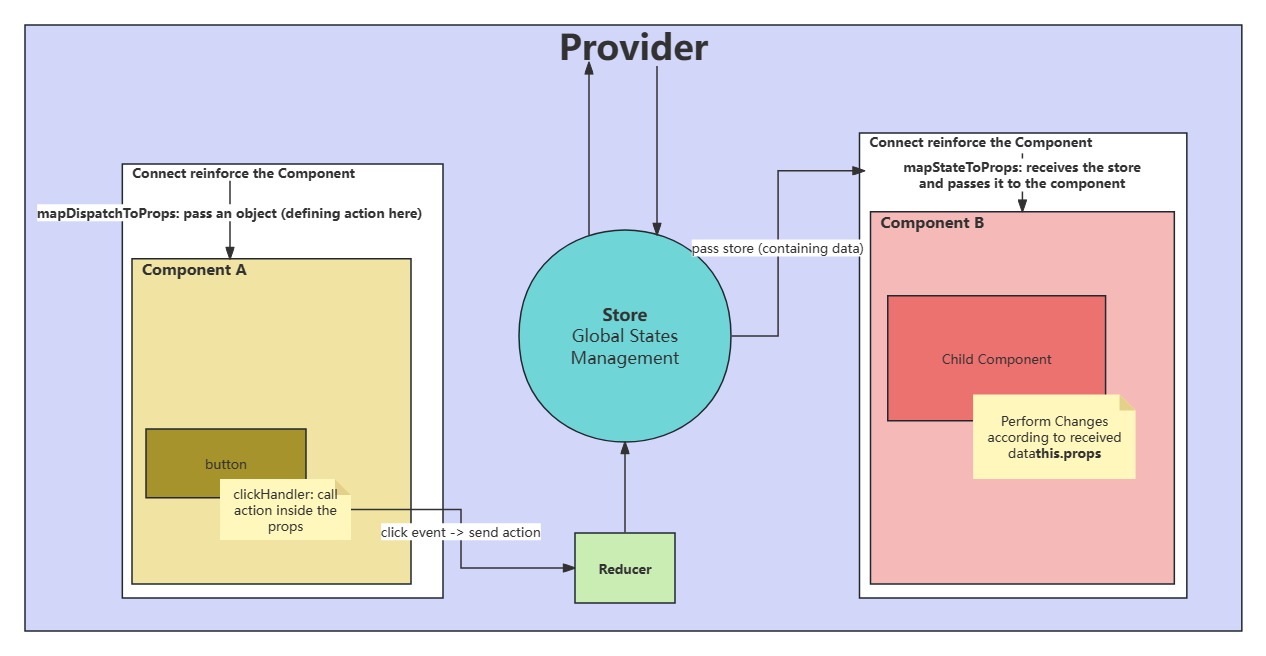 Provider
Connect reinforce the Component
mapDispatchToProps: pass an object (defining action here)
Component A
button
clickHandler: call
action inside the
props
click event -> send action
Reducer
Store
Global States
Management
pass store (containing data)
Connect reinforce the Component
mapStateToProps: receives the store
and passes it to the component
Component B
Child Component
Perform Changes
according to received
datathis.props